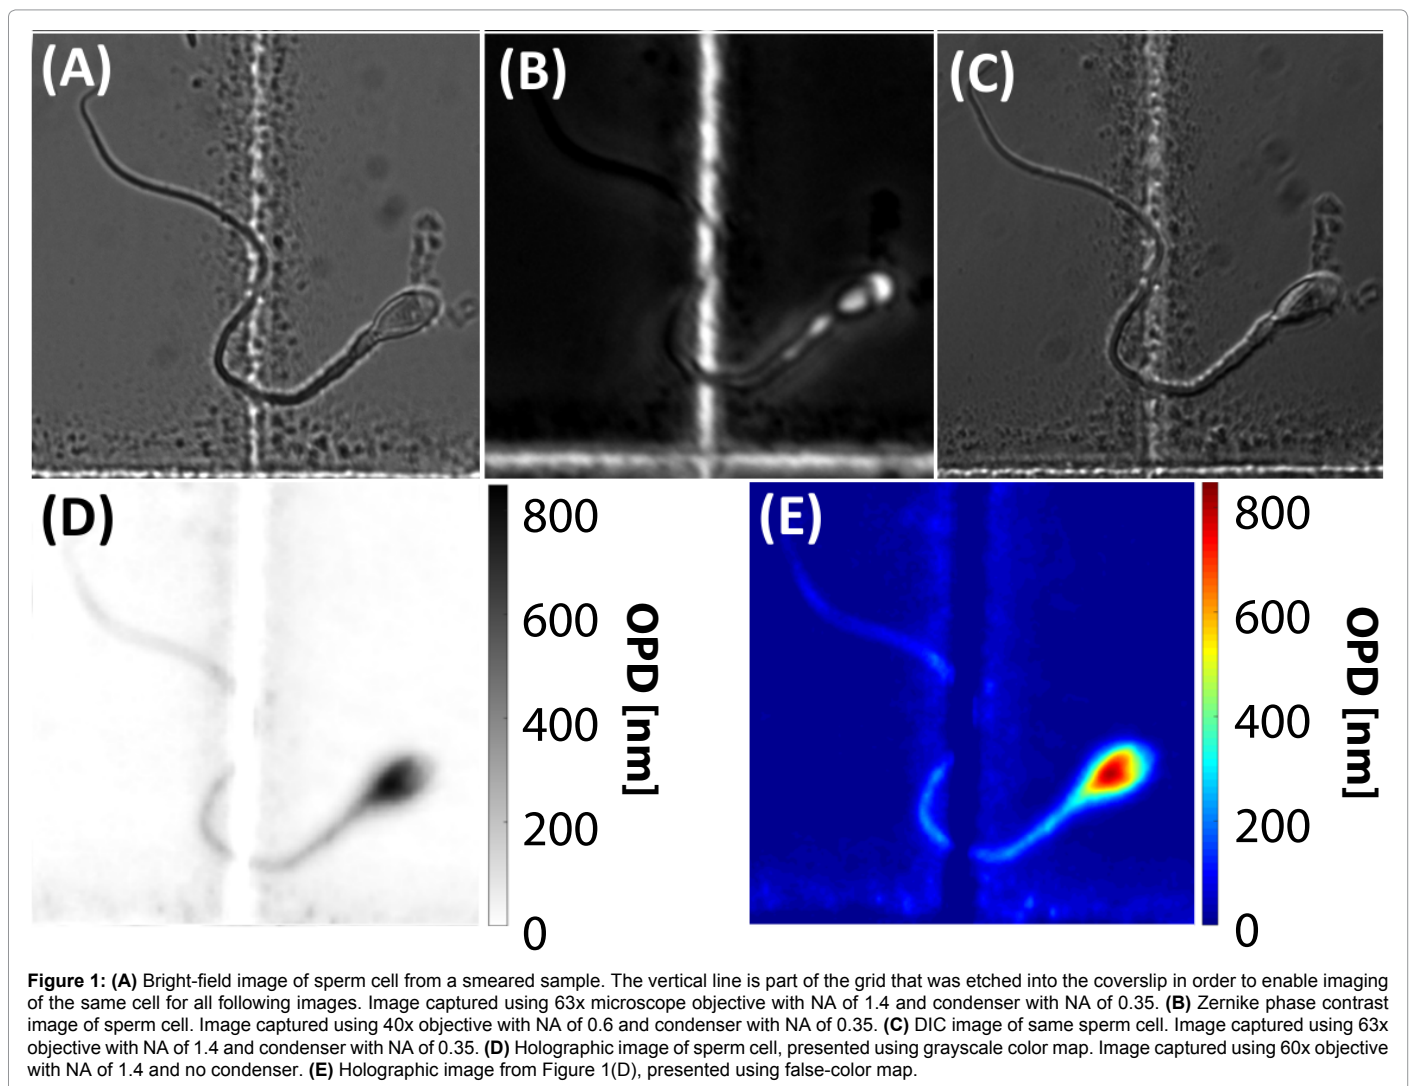 (A)
(B)
(C)
(D)
800
600
400
200
0
OPD [nm]
(E)
800
600
400
200
0
OPD [nm]
Figure 1: (A) Bright-field image of sperm cell from a smeared sample. The vertical line is part of the grid that was etched into the coverslip in order to enable imaging
of the same cell for all following images. Image captured using 63x microscope objective with NA of 1.4 and condenser with NA of 0.35. (B) Zernike phase contrast
image of sperm cell. Image captured using 40x objective with NA of 0.6 and condenser with NA of 0.35. (C) DIC image of same sperm cell. Image captured using 63x
objective with NA of 1.4 and condenser with NA of 0.35. (D) Holographic image of sperm cell, presented using grayscale color map. Image captured using 60x objective
with NA of 1.4 and no condenser. (E) Holographic image from Figure 1(D), presented using false-color map.